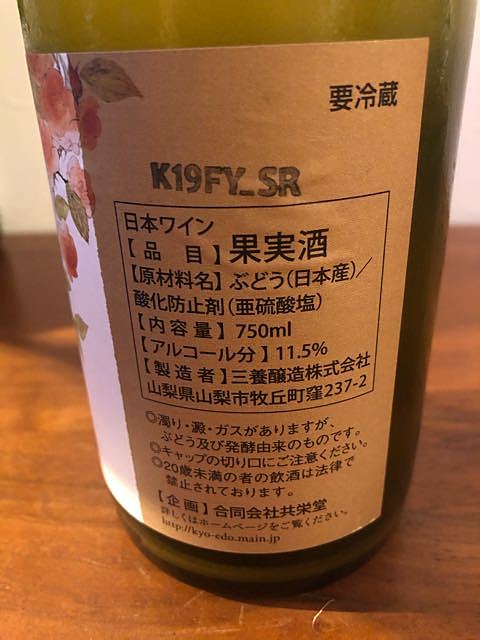 要冷蔵
K19FY_SR
日本ワイン
【品目】果実酒
【原材料名】ぶどう(日本産)／
酸化防止剤(亜硫酸塩)
【内容量】750ml
【アルコール分】11.5%
【製造者】三養醸造株式会社
山梨県山梨市牧丘町窪237-2
◎濁り・澱・ガスがありますが、
ぶどう及び発酵由来のものです。
◎キャップの切り口にご注意ください。
◎20歳未満の者の飲酒は法律で
禁止されております。
【企画】合同会社共栄堂
詳しくはホームページをご覧ください。
http://kyo-edo.main.jp